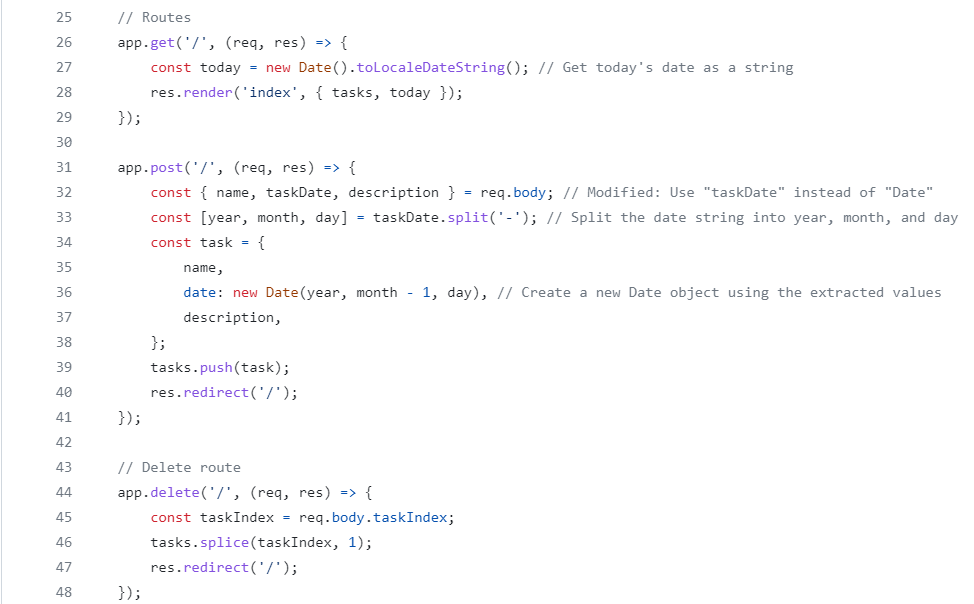 25 // Routes
26 app.get('/', (req, res) => {
27 const today = new Date().toLocaleDateString(); // Get today's date as a string
28 res.render('index', { tasks, today });
29 });
30
31 app.post('/', (req, res) => {
32 const { name, taskDate, description } = req.body; // Modified: Use "taskDate" instead of "Date"
33 const [year, month, day] = taskDate.split('-'); // Split the date string into year, month, and day
34 const task = {
35 name,
36 date: new Date(year, month - 1, day), // Create a new Date object using the extracted values
37 description,
38 };
39 tasks.push(task);
40 res.redirect('/');
41 });
42
43 // Delete route
44 app.delete('/', (req, res) => {
45 const taskIndex = req.body.taskIndex;
46 tasks.splice(taskIndex, 1);
47 res.redirect('/');
48 });